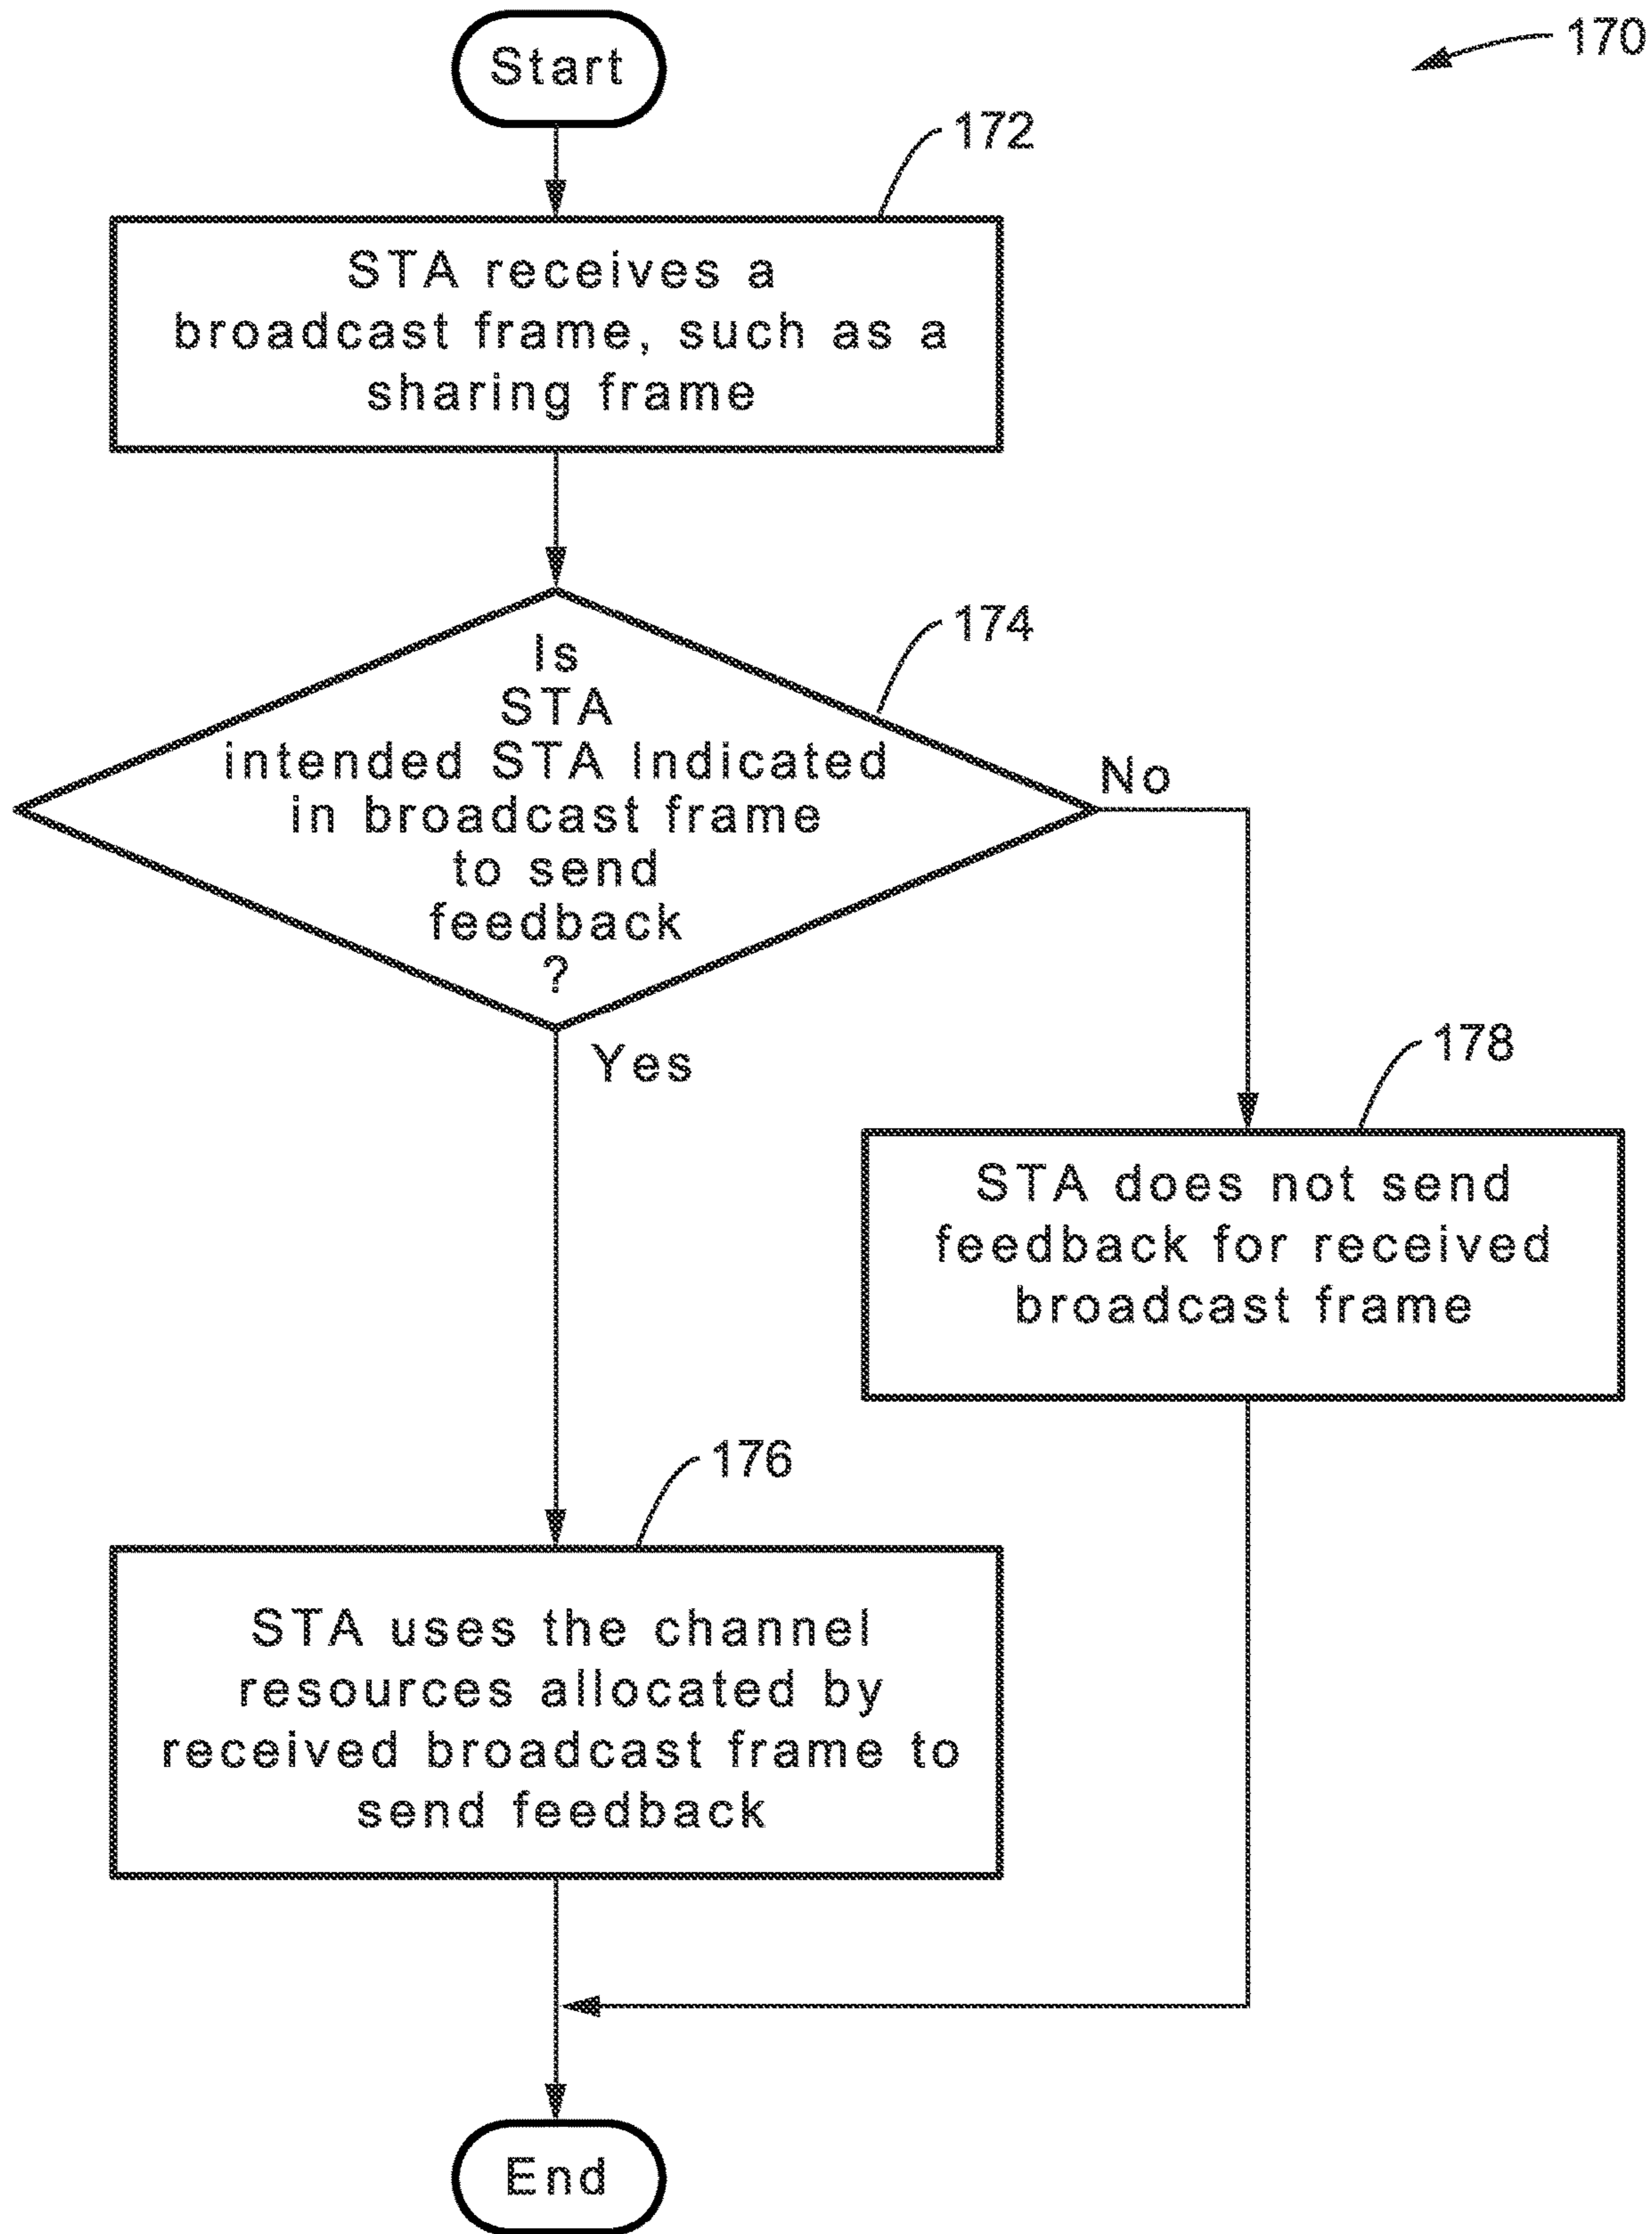 Start
170
172
STA receives a
broadcast frame, such as a
sharing frame
174
Is
STA
intended STA Indicated
in broadcast frame
to send
feedback
?
No
Yes
178
STA does not send
feedback for received
broadcast frame
176
STA uses the channel
resources allocated by
received broadcast frame to
send feedback
End